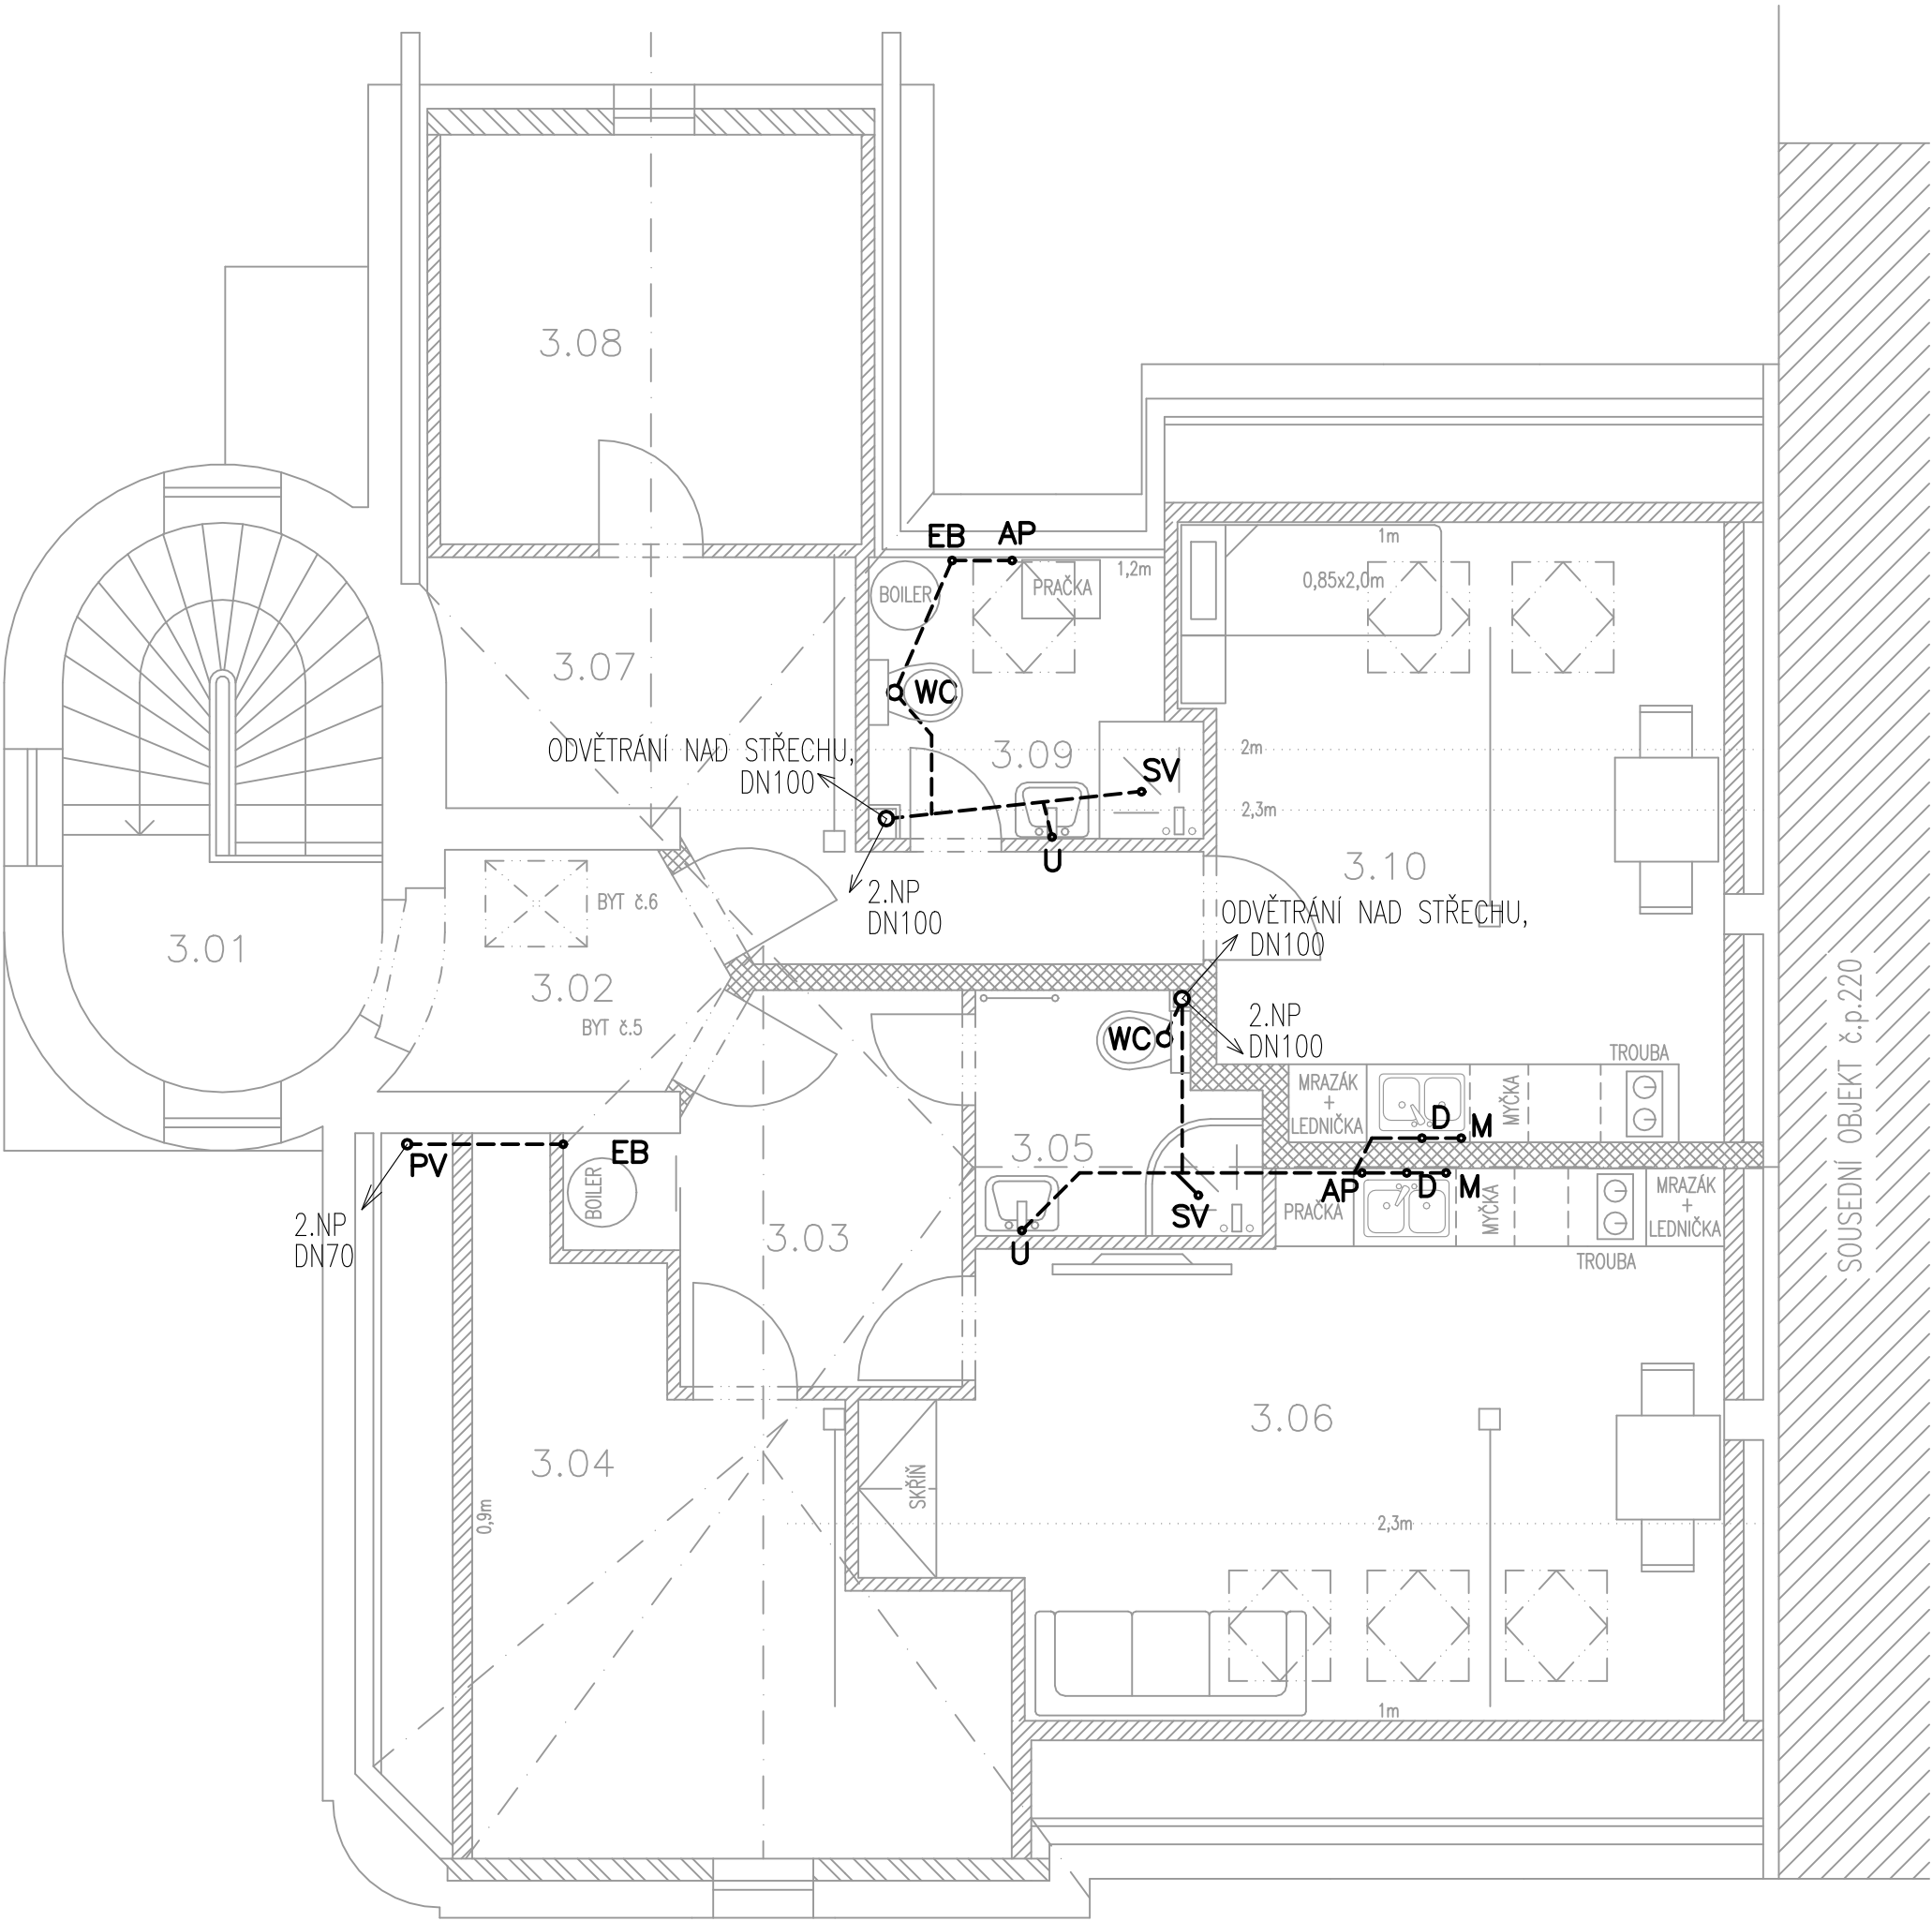 3.08
EB
AP
1m
BOILER
PRAČKA
1,2m
0,85x2,0m
3.07
WC
ODVĚTRÁNÍ NAD STŘECHU,
DN100
3.09
SV
2m
2,3m
U
3.10
2.NP
DN100
BYT č.6
3.01
3.02
BYT č.5
ODVĚTRÁNÍ NAD STŘECHU,
DN100
2.NP
DN100
WC
TROUBA
MRAZÁK
+
LEDNIČKA
MYČKA
D
M
SOUSEDNÍ OBJEKT č.p.220
PV
EB
BOILER
3.05
AP
D
M
PRAČKA
MYČKA
MRAZÁK
+
LEDNIČKA
TROUBA
SV
U
2.NP
DN70
3.03
3.06
3.04
SKŘÍŇ
0,9m
2,3m
1m